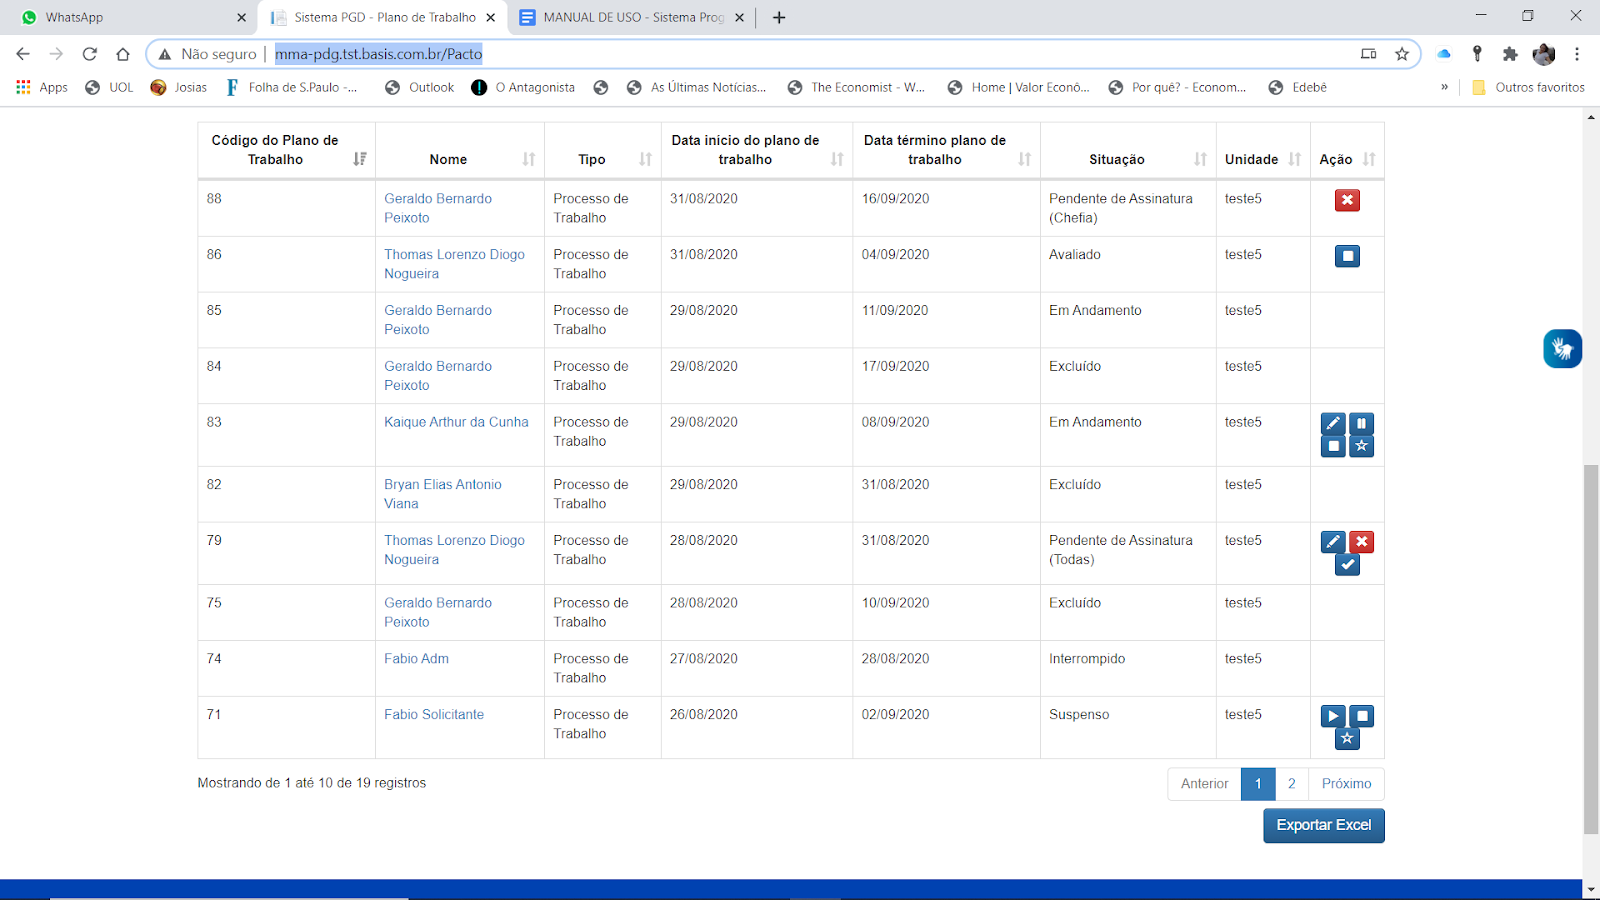 WhatsApp
Sistema PGD - Plano de Trabalho
MANUAL DE USO - Sistema Prog
Não seguro
mma-pdg.tst.basis.com.br/Pacto
Apps
UOL
Josias
Folha de S.Paulo -...
Outlook
O Antagonista
As Últimas Notícias...
The Economist - W...
Home | Valor Econô...
Por quê? - Econom...
Edebê
»
Outros favoritos
Código do Plano de
Trabalho
Nome
Tipo
Data inicio do plano de
trabalho
Data término plano de
trabalho
Situação
Unidade
Ação
88
Geraldo Bernardo
Peixoto
Processo de
Trabalho
31/08/2020
16/09/2020
Pendente de Assinatura
(Chefia)
teste5
86
Thomas Lorenzo Diogo
Nogueira
Processo de
Trabalho
31/08/2020
04/09/2020
Avaliado
teste5
85
Geraldo Bernardo
Peixoto
Processo de
Trabalho
29/08/2020
11/09/2020
Em Andamento
teste5
84
Geraldo Bernardo
Peixoto
Processo de
Trabalho
29/08/2020
17/09/2020
Excluído
teste5
83
Kaique Arthur da Cunha
Processo de
Trabalho
29/08/2020
08/09/2020
Em Andamento
teste5
82
Bryan Elias Antonio
Viana
Processo de
Trabalho
29/08/2020
31/08/2020
Excluído
teste5
79
Thomas Lorenzo Diogo
Nogueira
Processo de
Trabalho
28/08/2020
31/08/2020
Pendente de Assinatura
(Todas)
teste5
75
Geraldo Bernardo
Peixoto
Processo de
Trabalho
28/08/2020
10/09/2020
Excluído
teste5
74
Fabio Adm
Processo de
Trabalho
27/08/2020
28/08/2020
Interrompido
teste5
71
Fabio Solicitante
Processo de
Trabalho
26/08/2020
02/09/2020
Suspenso
teste5
Mostrando de 1 até 10 de 19 registros
Anterior
1
2
Próximo
Exportar Excel